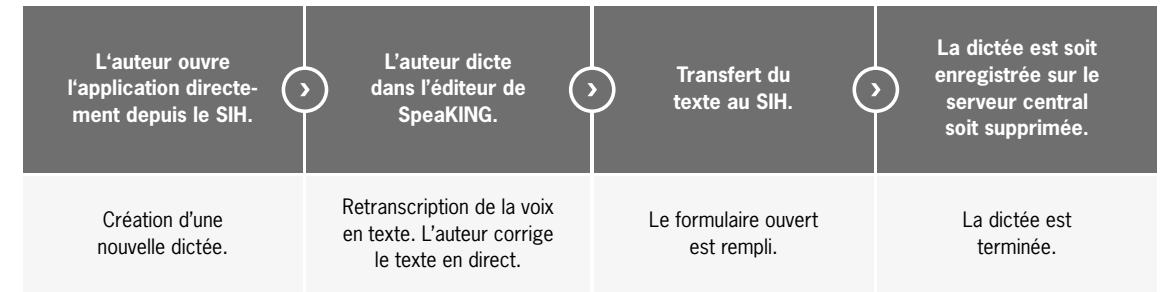 L‘auteur ouvre
l‘application directe-
ment depuis le SIH.
L’auteur dicte
dans l’éditeur de
SpeaKING.
Transfert du
texte au SIH.
La dictée est soit
enregistrée sur le
serveur central
soit supprimée.
Création d’une
nouvelle dictée.
Retranscription de la voix
en texte. L’auteur corrige
le texte en direct.
Le formulaire ouvert
est rempli.
La dictée est
terminée.